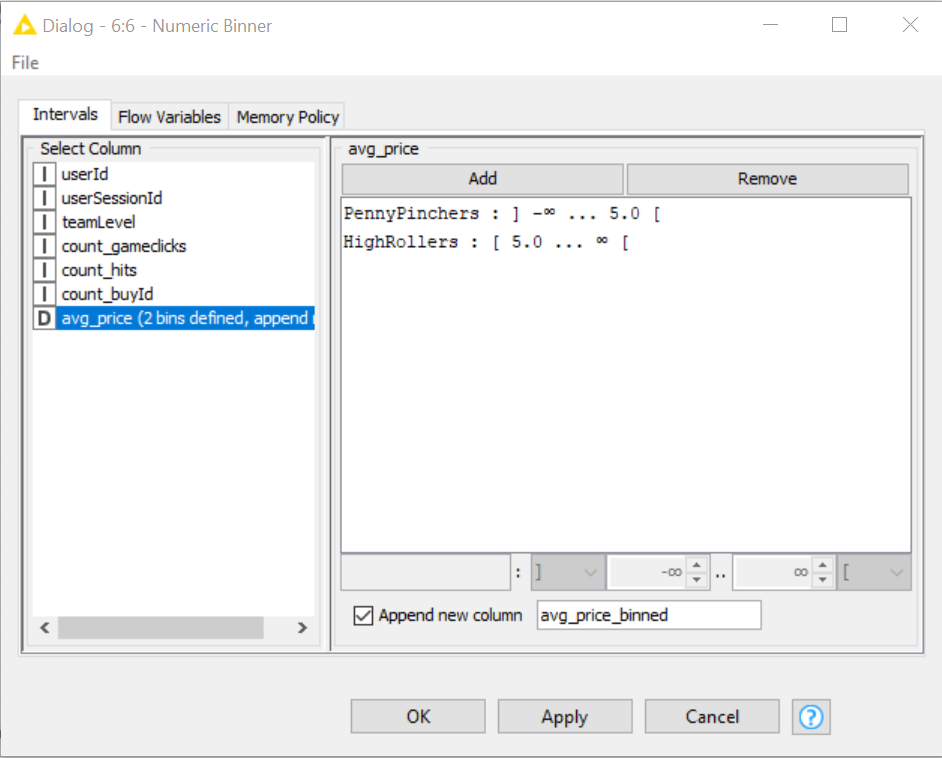 Dialog - 6:6 - Numeric Binner
File
Intervals Flow Variables Memory Policy
Select Column
I userId
I userSessionId
I teamLevel
I count_gameclicks
I count_hits
I count_buyId
D avg_price (2 bins defined, append
avg_price
Add Remove
PennyPinchers : ] -∞ ... 5.0 [
HighRollers : [ 5.0 ... ∞ [
: ] -∞ .. ∞ [
Append new column avg_price_binned
OK Apply Cancel ?